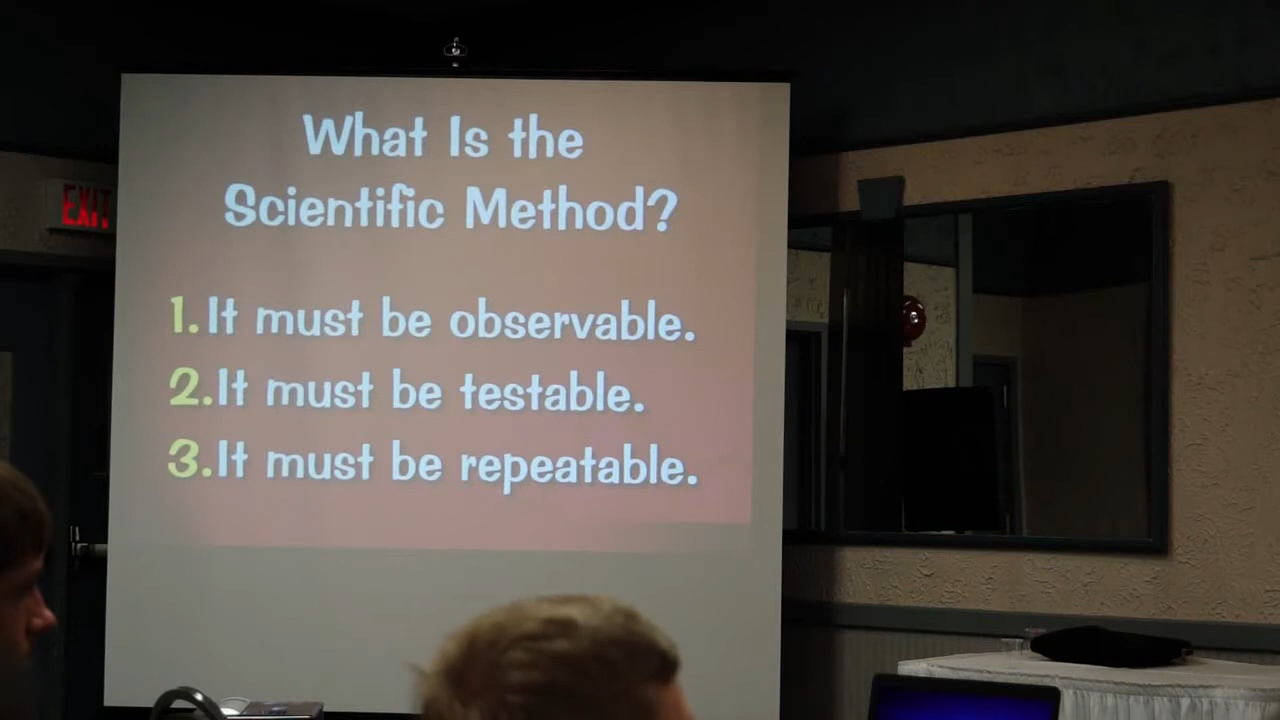 What Is the
Scientific Method?
EXIT
1. It must be observable.
2. It must be testable.
3. It must be repeatable.